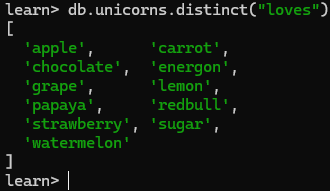 learn> db.unicorns.distinct("loves")
[
  'apple',      'carrot',
  'chocolate',  'energon',
  'grape',      'lemon',
  'papaya',     'redbull',
  'strawberry', 'sugar',
  'watermelon'
]
learn>